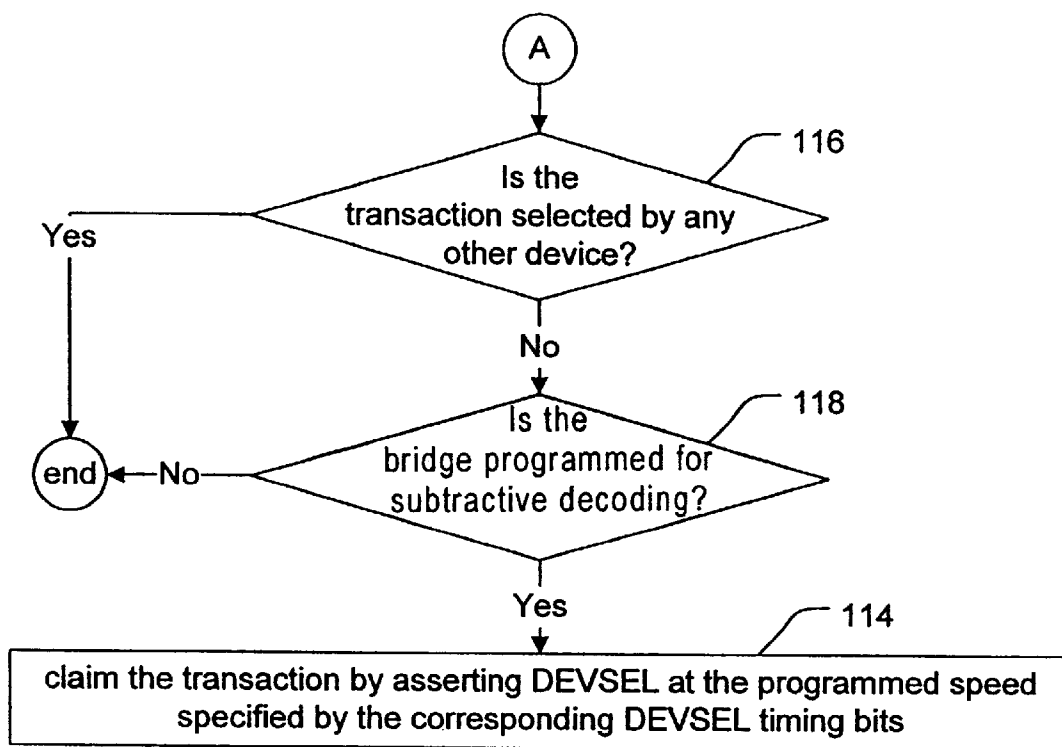 A
116
Is the
transaction selected by any
other device?
Yes
No
118
Is the
bridge programmed for
subtractive decoding?
end
No
Yes
114
claim the transaction by asserting DEVSEL at the programmed speed
specified by the corresponding DEVSEL timing bits